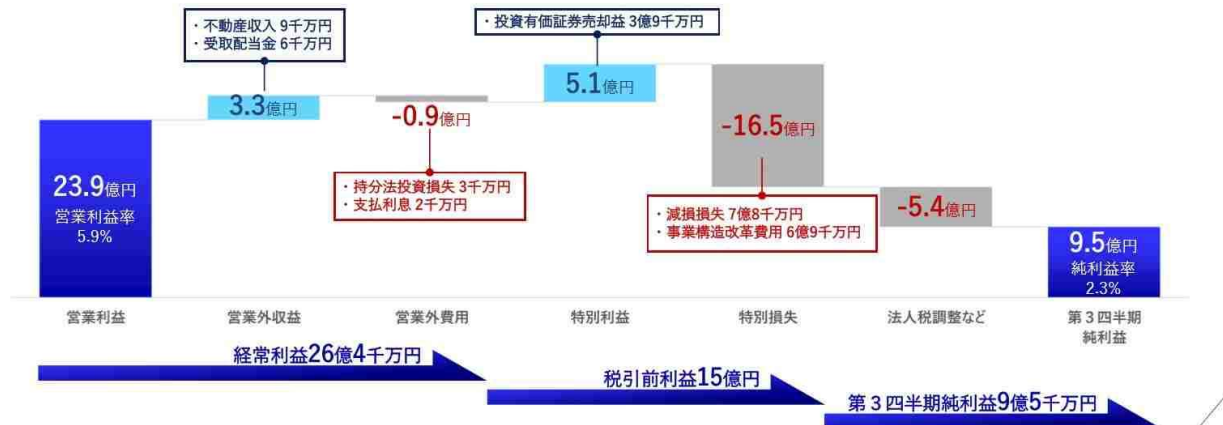 ・不動産収入 9千万円
・受取配当金 6千万円
・投資有価証券売却益 3億9千万円
3.3億円
-0.9億円
5.1億円
-16.5億円
23.9億円
営業利益率
5.9%
・持分法投資損失 3千万円
・支払利息 2千万円
・減損損失 7億8千万円
・事業構造改革費用 6億9千万円
-5.4億円
9.5億円
純利益率
2.3%
営業利益
営業外収益
営業外費用
特別利益
特別損失
法人税調整など
第3四半期
純利益
経常利益26億4千万円
税引前利益15億円
第3四半期純利益9億5千万円